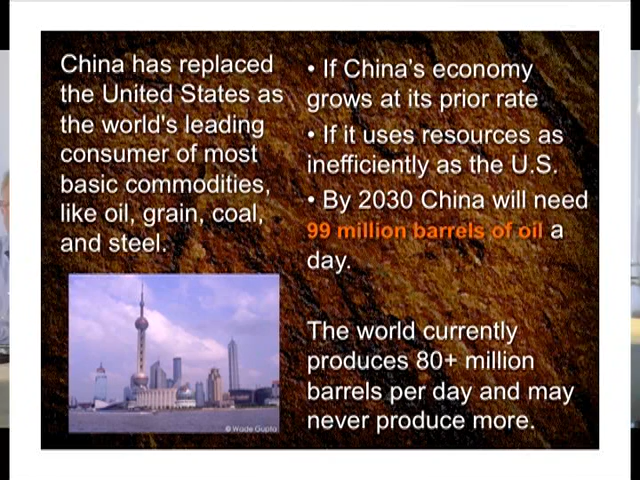 China has replaced
the United States as
the world's leading
consumer of most
basic commodities,
like oil, grain, coal,
and steel.
© Wade Gupta
• If China's economy
grows at its prior rate
• If it uses resources as
inefficiently as the U.S.
• By 2030 China will need
99 million barrels of oil a
day.
The world currently
produces 80+ million
barrels per day and may
never produce more.